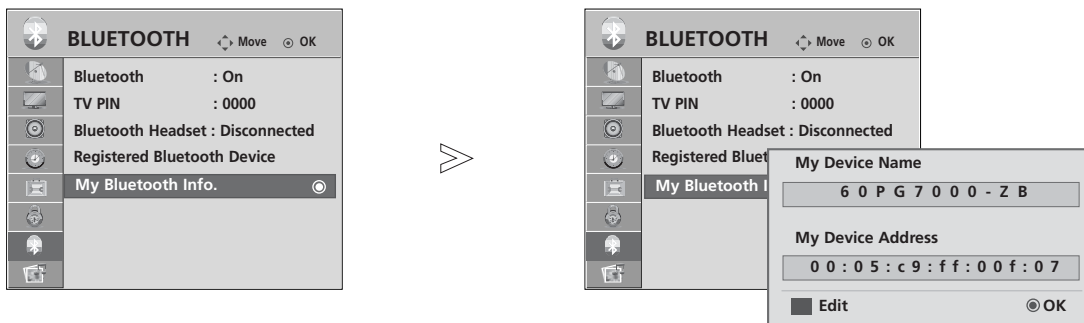 BLUETOOTH Move OK
Bluetooth : On
TV PIN : 0000
Bluetooth Headset : Disconnected
Registered Bluetooth Device
My Bluetooth Info.
BLUETOOTH Move OK
Bluetooth : On
TV PIN : 0000
Bluetooth Headset : Disconnected
Registered Bluet
My Bluetooth I
My Device Name
60PG7000-ZB
My Device Address
00:05:c9:ff:00f:07
Edit OK